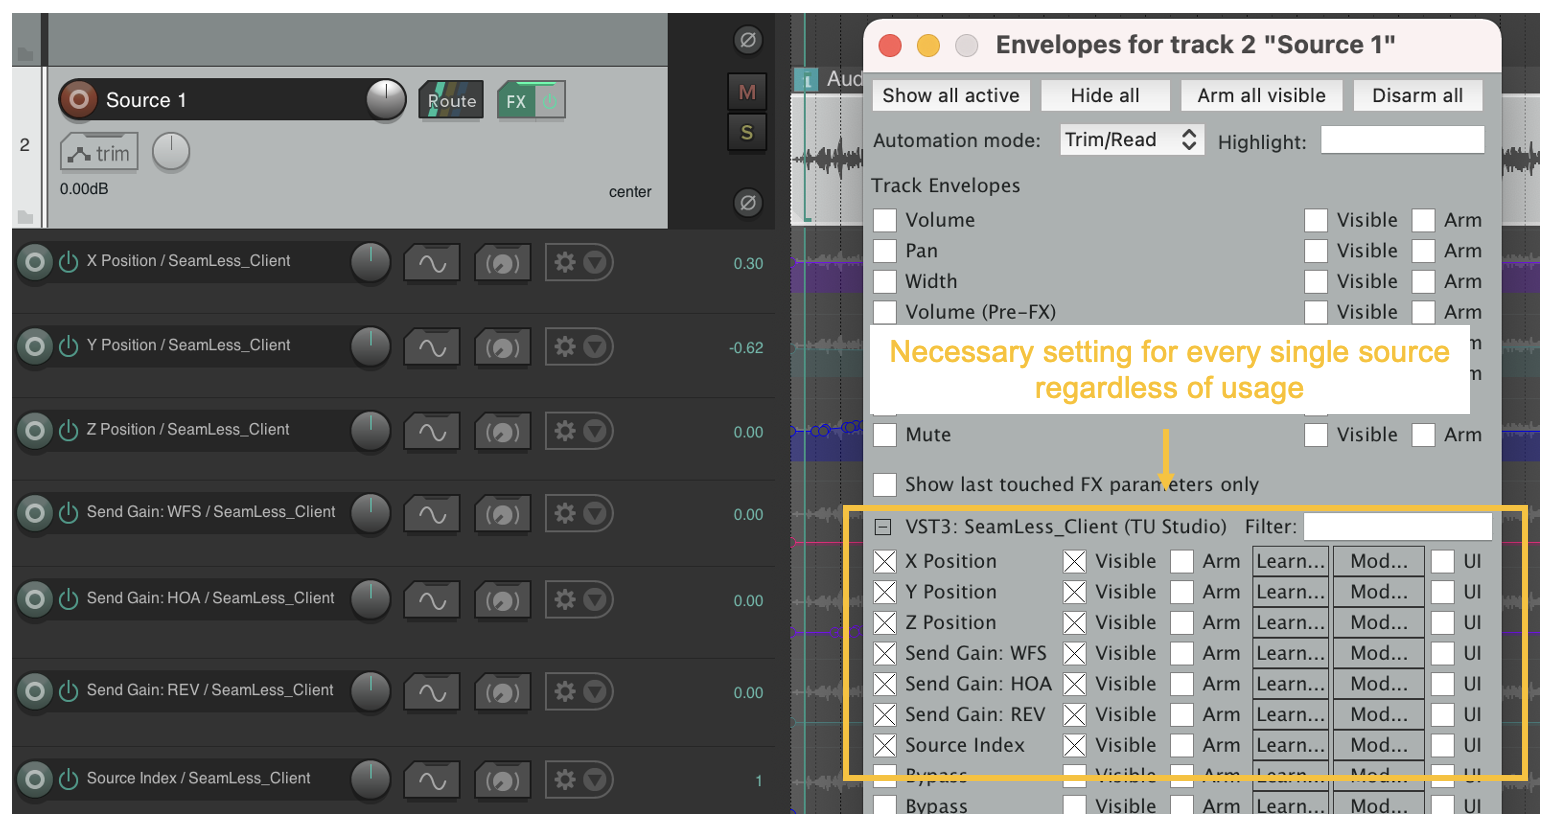 Source 1
Route
FX
M
S
2
trim
0.00dB
center
X Position / SeamLess_Client
0.30
Y Position / SeamLess_Client
-0.62
Z Position / SeamLess_Client
0.00
Send Gain: WFS / SeamLess_Client
0.00
Send Gain: HOA / SeamLess_Client
0.00
Send Gain: REV / SeamLess_Client
0.00
Source Index / SeamLess_Client
1
Aud
Envelopes for track 2 "Source 1"
Show all active Hide all Arm all visible Disarm all
Automation mode: Trim/Read Highlight:
Track Envelopes
Volume Visible Arm
Pan Visible Arm
Width Visible Arm
Volume (Pre-FX) Visible Arm
Necessary setting for every single source
regardless of usage
Mute Visible Arm
Show last touched FX parameters only
VST3: SeamLess_Client (TU Studio) Filter:
X Position Visible Arm Learn... Mod... UI
Y Position Visible Arm Learn... Mod... UI
Z Position Visible Arm Learn... Mod... UI
Send Gain: WFS Visible Arm Learn... Mod... UI
Send Gain: HOA Visible Arm Learn... Mod... UI
Send Gain: REV Visible Arm Learn... Mod... UI
Source Index Visible Arm Learn... Mod... UI
Bypass Visible Arm Learn... Mod... UI
Bypass Visible Arm Learn... Mod... UI